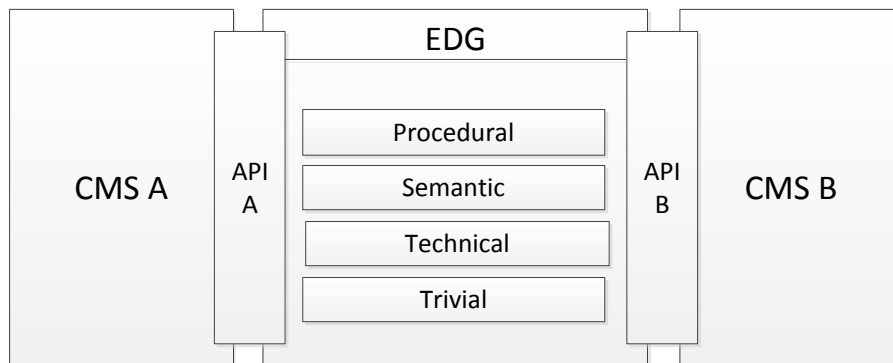 EDG
CMS A
API
A
Procedural
Semantic
Technical
Trivial
API
B
CMS B